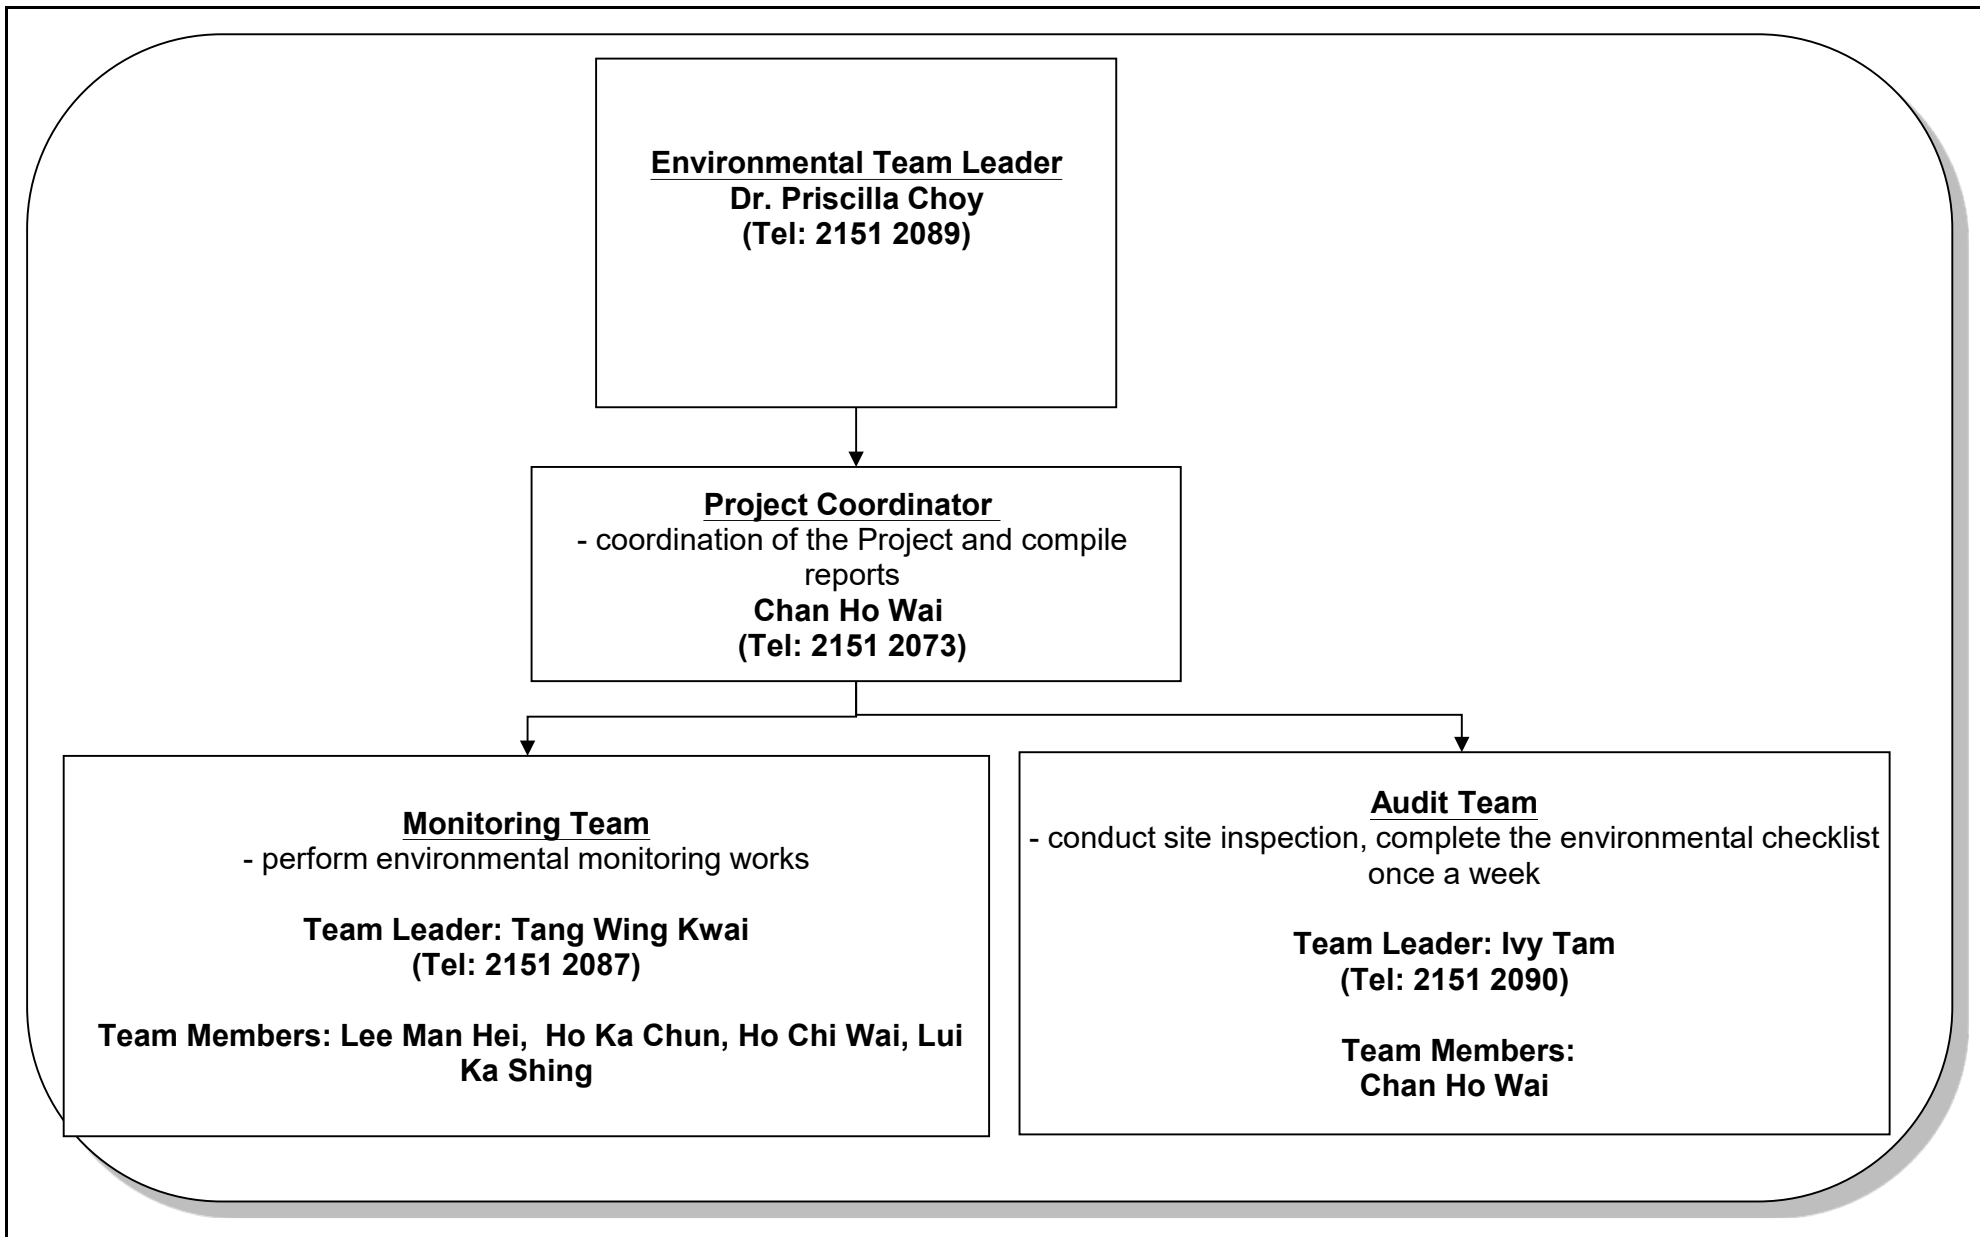 Environmental Team Leader
Dr. Priscilla Choy
(Tel: 2151 2089)
Project Coordinator
- coordination of the Project and compile
reports
Chan Ho Wai
(Tel: 2151 2073)
Monitoring Team
- perform environmental monitoring works
Team Leader: Tang Wing Kwai
(Tel: 2151 2087)
Team Members: Lee Man Hei,  Ho Ka Chun, Ho Chi Wai, Lui
Ka Shing
Audit Team
- conduct site inspection, complete the environmental checklist
once a week
Team Leader: Ivy Tam
(Tel: 2151 2090)
Team Members:
Chan Ho Wai